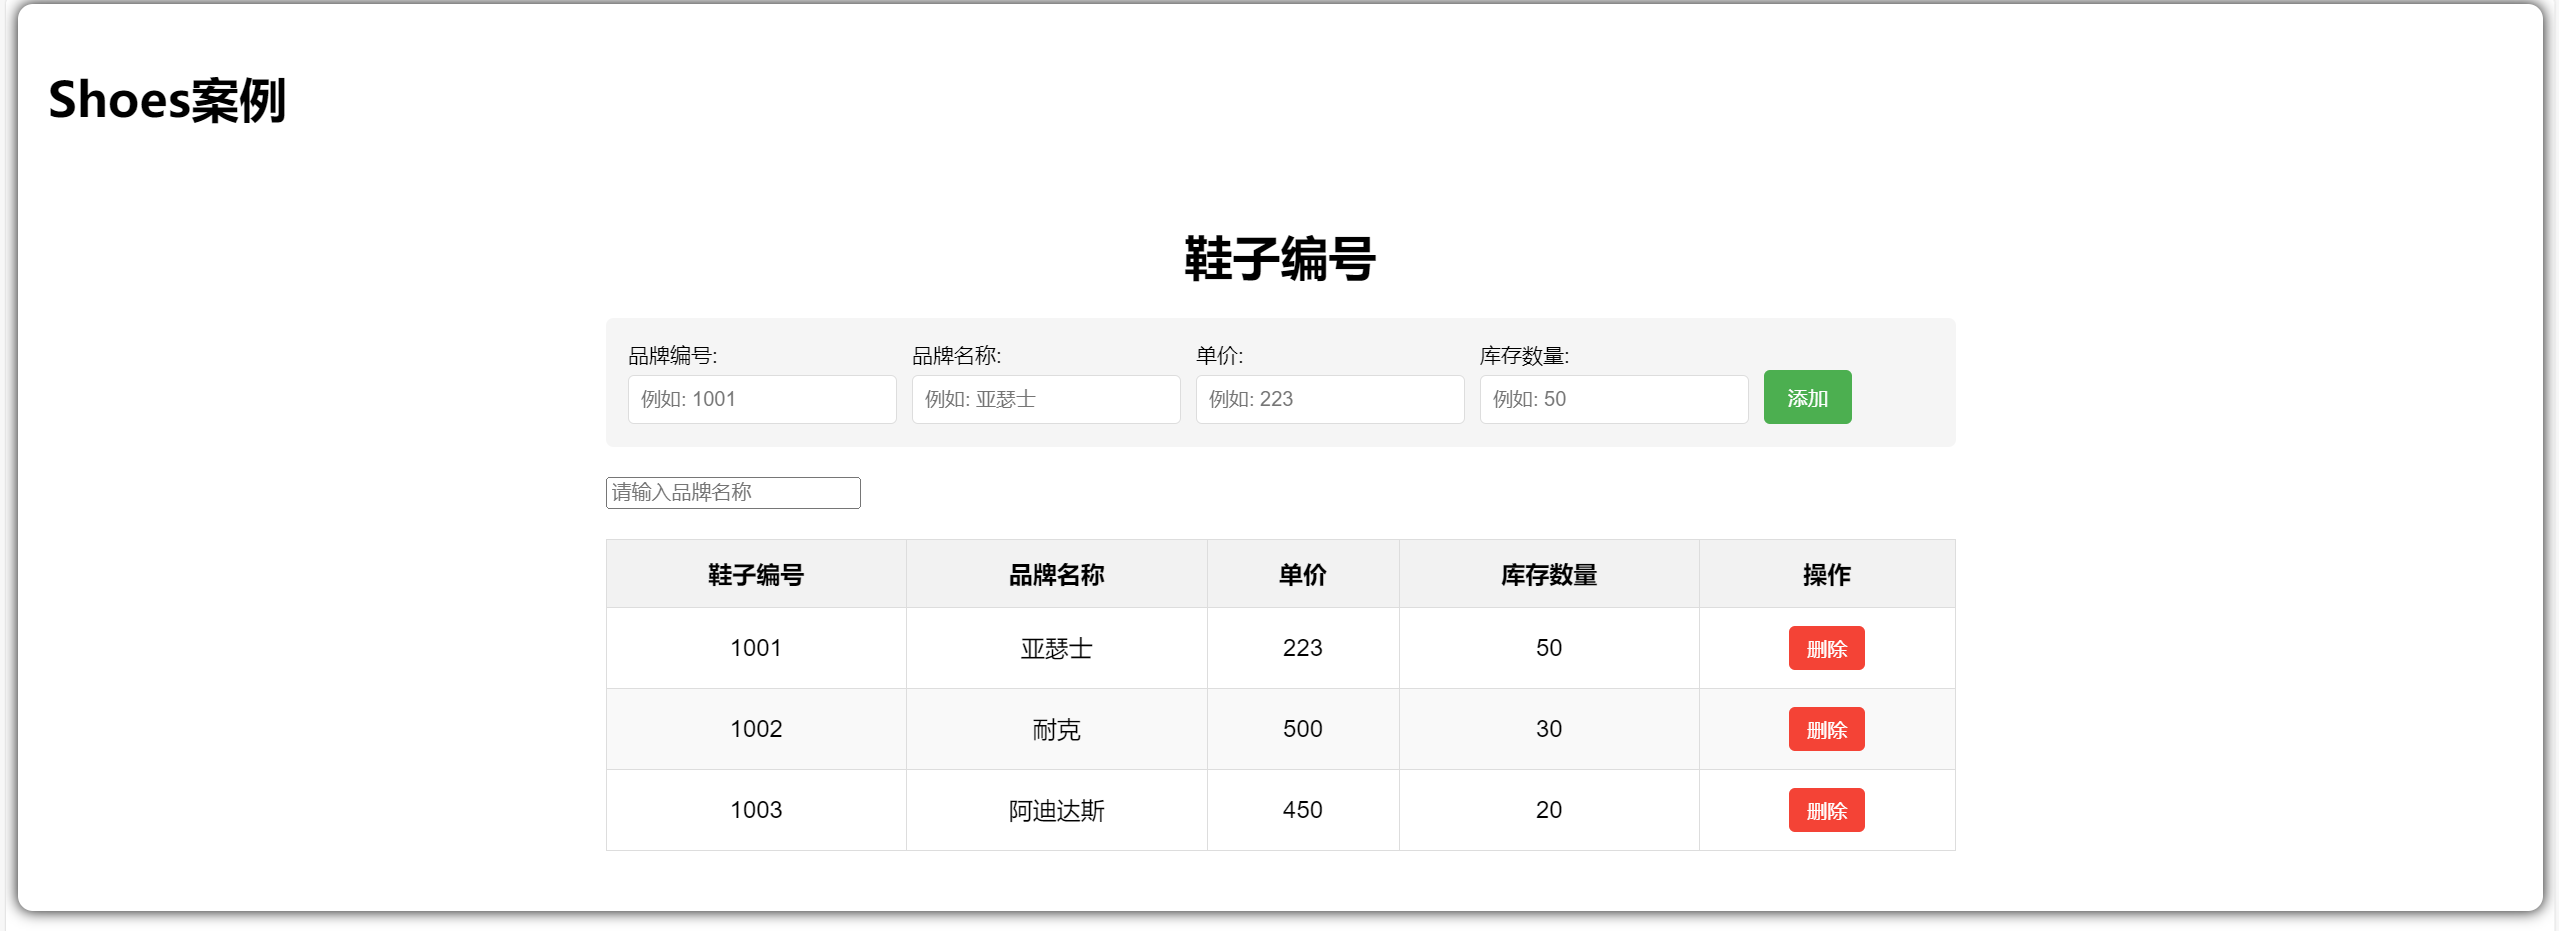 Shoes案例
鞋子编号
品牌编号: 品牌名称: 单价: 库存数量:
例如: 1001 例如: 亚瑟士 例如: 223 例如: 50 添加
请输入品牌名称
鞋子编号 品牌名称 单价 库存数量 操作
1001 亚瑟士 223 50 删除
1002 耐克 500 30 删除
1003 阿迪达斯 450 20 删除